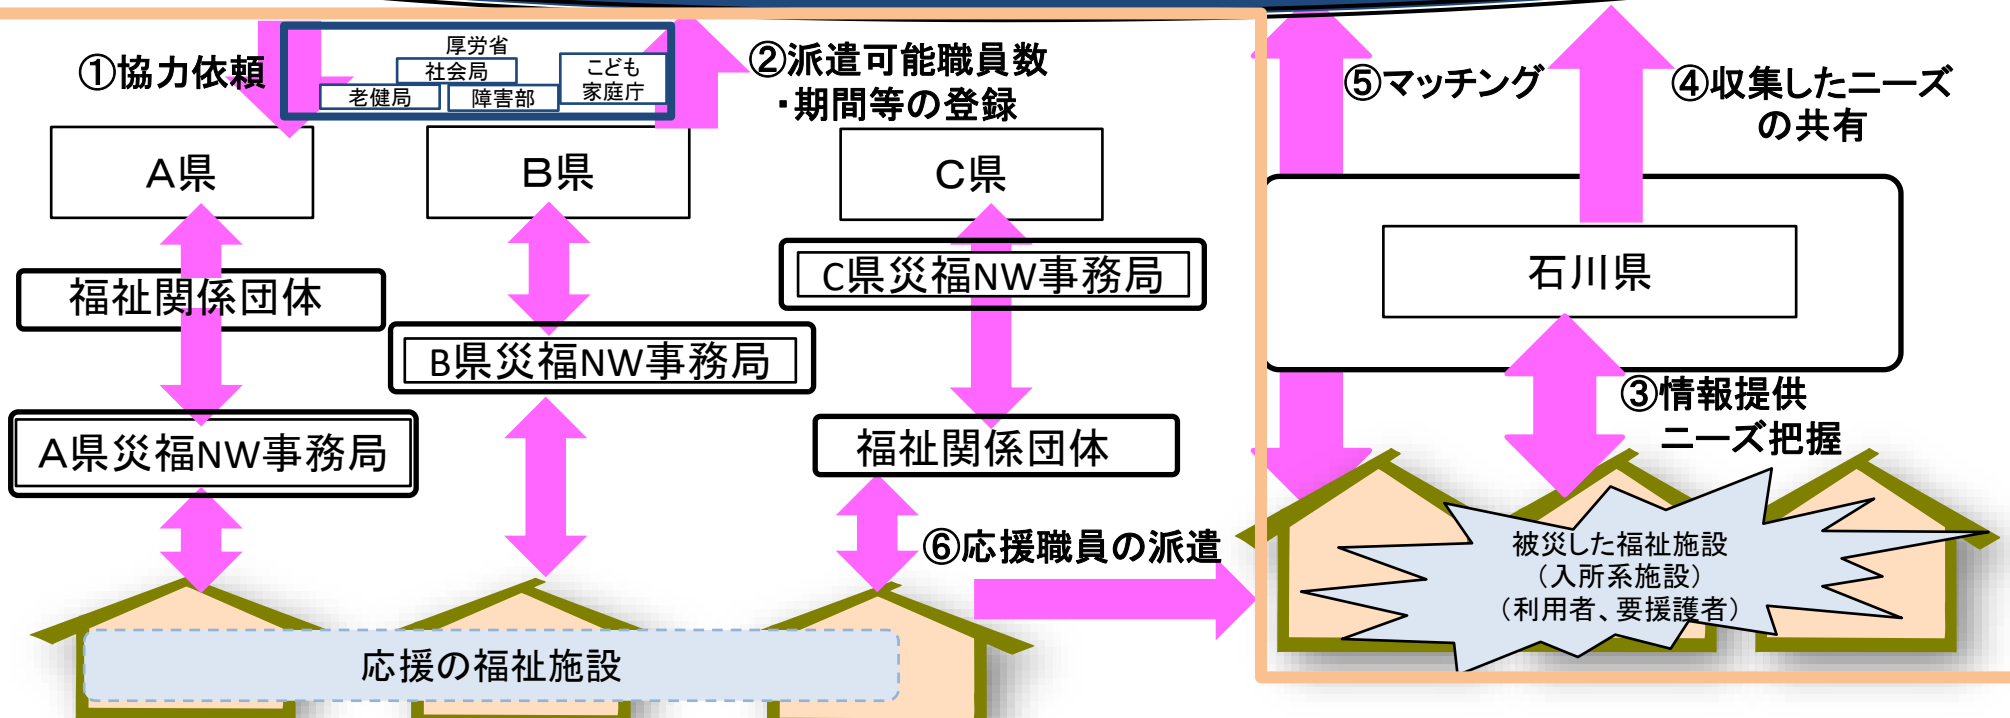 ①協力依頼
厚労省
社会局
老健局
障害部
こども
家庭庁
②派遣可能職員数
・期間等の登録
⑤マッチング
④収集したニーズ
の共有
A県
B県
C県
石川県
福祉関係団体
B県災福NW事務局
C県災福NW事務局
A県災福NW事務局
福祉関係団体
③情報提供
ニーズ把握
⑥応援職員の派遣
被災した福祉施設
（入所系施設）
（利用者、要援護者）
応援の福祉施設